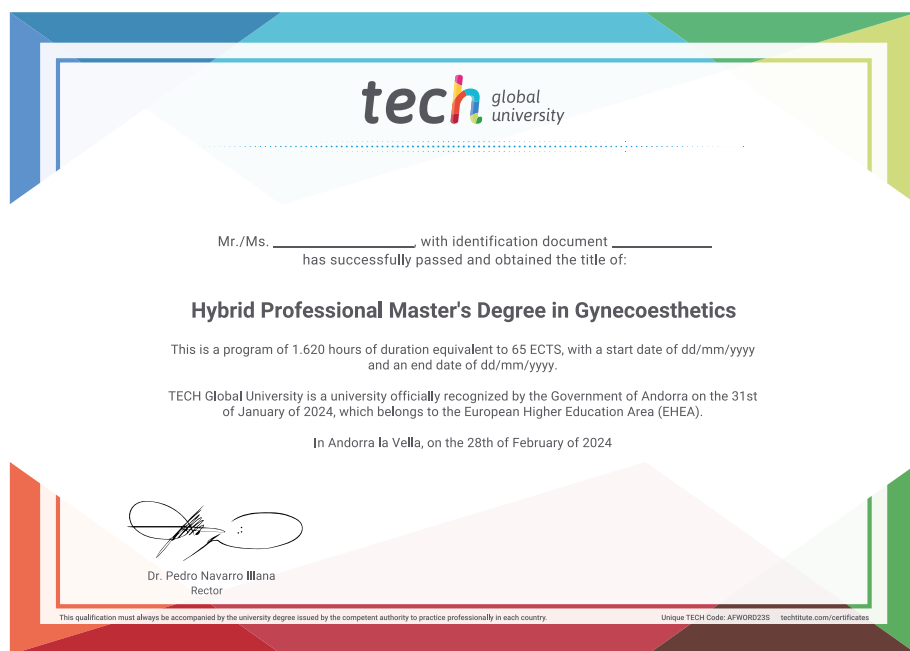 tech global university
Mr./Ms. ____________, with identification document ____________
has successfully passed and obtained the title of:
Hybrid Professional Master's Degree in Gynecoesthetics
This is a program of 1.620 hours of duration equivalent to 65 ECTS, with a start date of dd/mm/yyyy
and an end date of dd/mm/yyyy.
TECH Global University is a university officially recognized by the Government of Andorra on the 31st
of January of 2024, which belongs to the European Higher Education Area (EHEA).
In Andorra la Vella, on the 28th of February of 2024
Dr. Pedro Navarro Illana
Rector
This qualification must always be accompanied by the university degree issued by the competent authority to practice professionally in each country.
Unique TECH Code: AFWORD23S techtitute.com/certificates